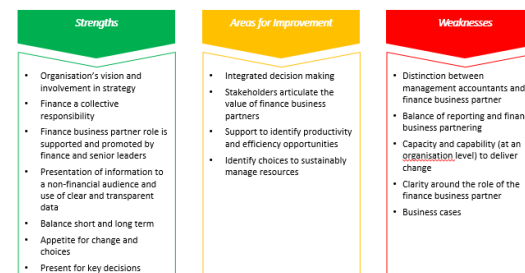 Strengths
• Organisation's vision and
involvement in strategy
• Finance a collective
responsibility
• Finance business partner role is
supported and promoted by
finance and senior leaders
• Presentation of information to
a non-financial audience and
use of clear and transparent
data
• Balance short and long term
• Appetite for change and
choices
• Present for key decisions
Areas for Improvement
• Integrated decision making
• Stakeholders articulate the
value of finance business
partners
• Support to identify productivity
and efficiency opportunities
• Identify choices to sustainably
manage resources
Weaknesses
• Distinction between
management accountants and
finance business partner
• Balance of reporting and finan
business partnering
• Capacity and capability (at an
organisation level) to deliver
change
• Clarity around the role of the
finance business partner
• Business cases